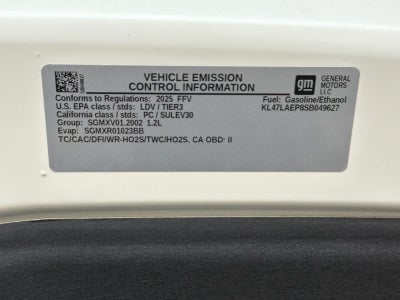 VEHICLE EMISSION
CONTROL INFORMATION
gm
GENERAL
MOTORS
LLC
Conforms to Regulations: 2025 FFV
Fuel: Gasoline/Ethanol
U.S. EPA class / stds: LDV / TIER3
KL47LAEP8SB049627
California class / stds: PC / SULEV30
Group: SGMXV01.2002 1.2L
Evap: SGMXR01023BB
TC/CAC/DFI/WR-HO2S/TWC/HO2S, CA OBD: II